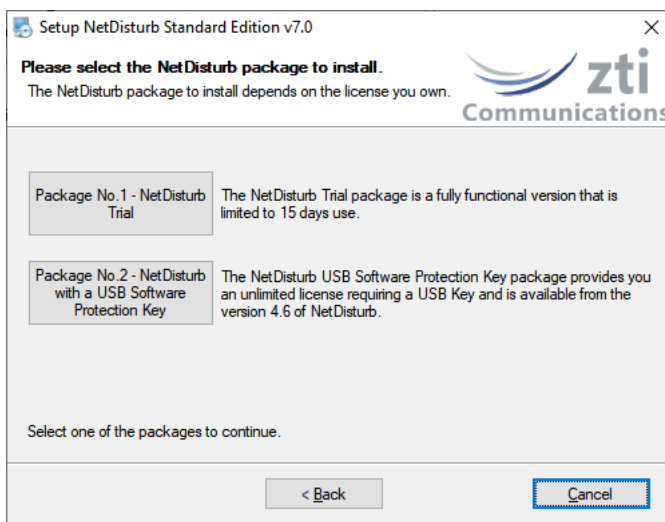 Setup NetDisturb Standard Edition v7.0
Please select the NetDisturb package to install.
The NetDisturb package to install depends on the license you own.
zti
Communications
Package No.1 - NetDisturb
Trial
The NetDisturb Trial package is a fully functional version that is
limited to 15 days use.
Package No.2 - NetDisturb
with a USB Software
Protection Key
The NetDisturb USB Software Protection Key package provides you
an unlimited license requiring a USB Key and is available from the
version 4.6 of NetDisturb.
Select one of the packages to continue.
< Back
Cancel